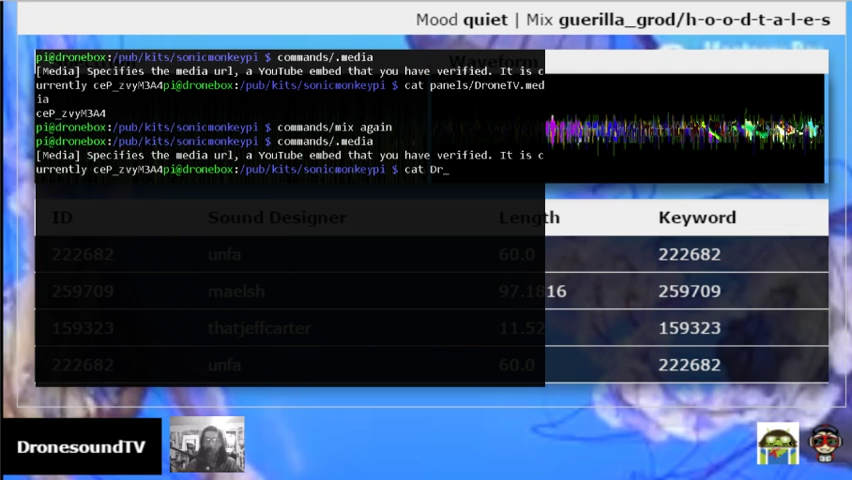 Mood quiet | Mix guerilla_grod/h-o-o-d-t-a-l-e-s
Waveform
pi@dronebox:/pub/kits/sonicmonkeypi $ commands/.media
[Media] Specifies the media url, a YouTube embed that you have verified. It is c
urrently ceP_zvyM3A4pi@dronebox:/pub/kits/sonicmonkeypi $ cat panels/DroneTV.med
ia
ceP_zvyM3A4
pi@dronebox:/pub/kits/sonicmonkeypi $ commands/mix again
pi@dronebox:/pub/kits/sonicmonkeypi $ commands/.media
[Media] Specifies the media url, a YouTube embed that you have verified. It is c
urrently ceP_zvyM3A4pi@dronebox:/pub/kits/sonicmonkeypi $ cat Dr_
ID Sound Designer Length Keyword
222682 unfa 60.0 222682
259709 maelsh 97.1816 259709
159323 thatjeffcarter 11.52 159323
222682 unfa 60.0 222682
DronesoundTV